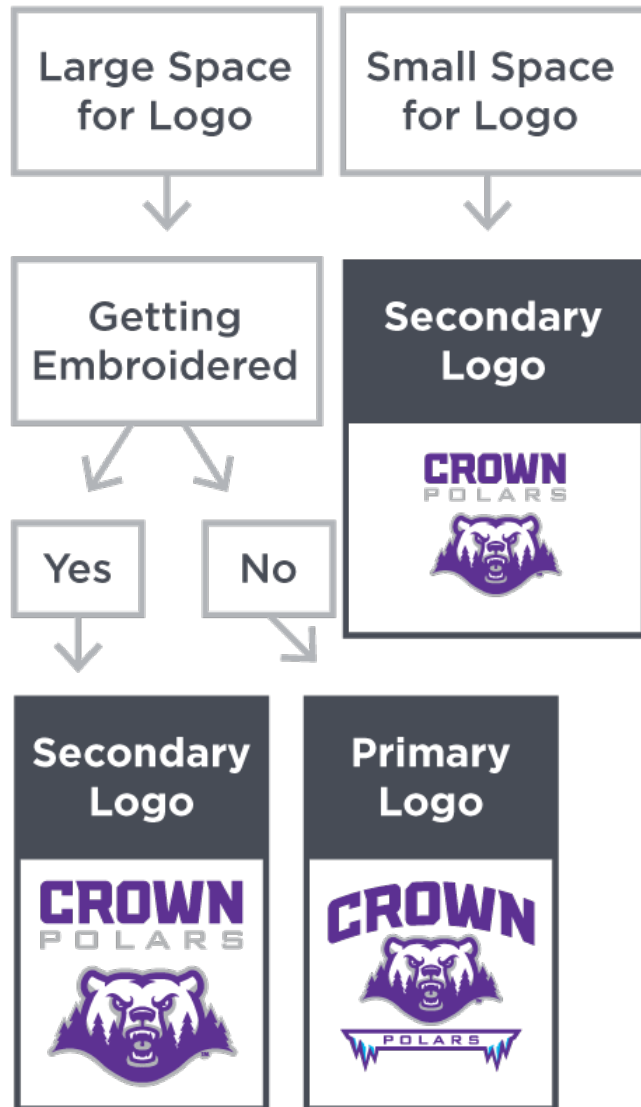 Large Space
for Logo
Small Space
for Logo
Getting
Embroidered
Secondary
Logo
CROWN
POLARS
Yes
No
Secondary
Logo
CROWN
POLARS
Primary
Logo
CROWN
POLARS